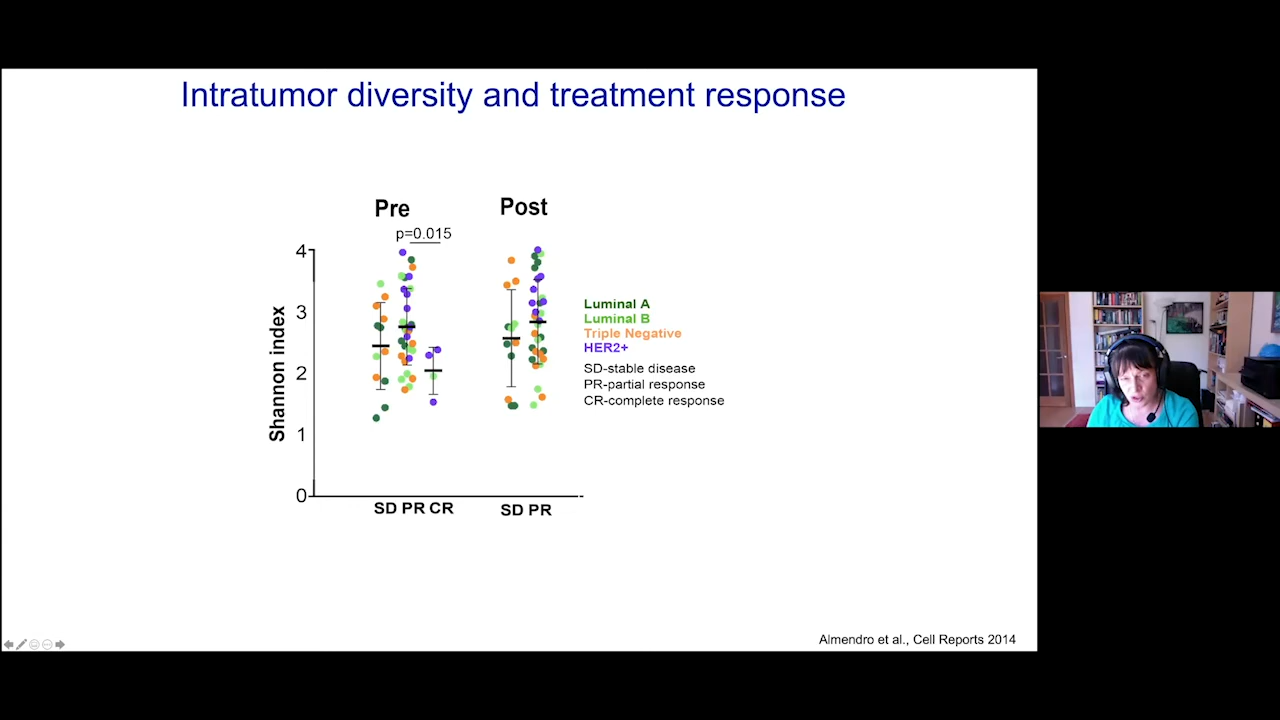 Intratumor diversity and treatment response
Pre
Post
p=0.015
4
3
2
1
0
Shannon index
SD PR CR
SD PR
Luminal A
Luminal B
Triple Negative
HER2+
SD-stable disease
PR-partial response
CR-complete response
Almendro et al., Cell Reports 2014